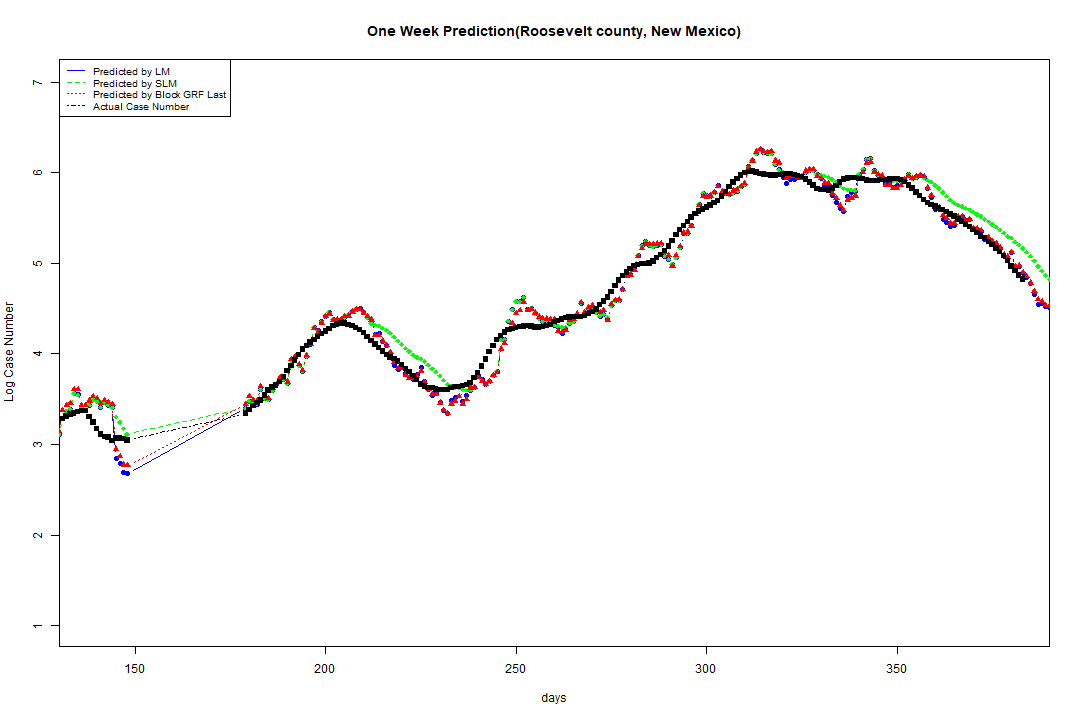 One Week Prediction(Roosevelt county, New Mexico)
Predicted by LM
Predicted by SLM
Predicted by Block GRF Last
Actual Case Number
7
6
5
4
3
2
1
Log Case Number
150
200
250
300
350
days